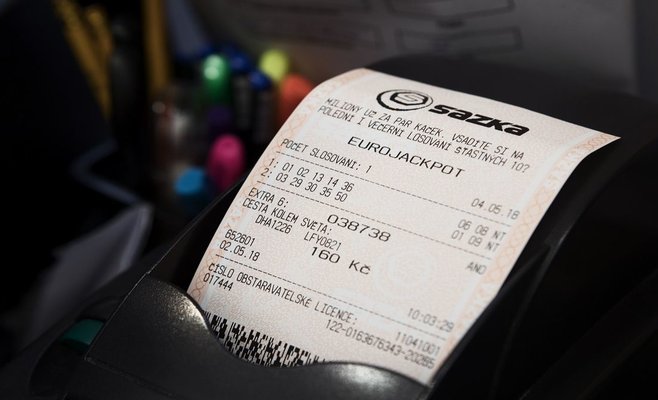 SAZKA
MILIONY UŽ ZA PÁR KAČEK. VSAĎTE SI NA
POLEDNÍ I VEČERNÍ LOSOVÁNÍ ŠŤASTNÝCH 10?
EUROJACKPOT
POČET SLOSOVÁNÍ: 1 04.05.18
1: 01 02 13 14 36 06 08 NT
2: 03 29 30 35 50 01 09 NT
EXTRA 6: 038738 ANO
CESTA KOLEM SVĚTA:
DHA1226 LFY0821
160 Kč
652601
02.05.18 10:03:29
ČÍSLO OBSTARAVATELSKÉ LICENCE: 11041001
017444 122-0163676343-20285